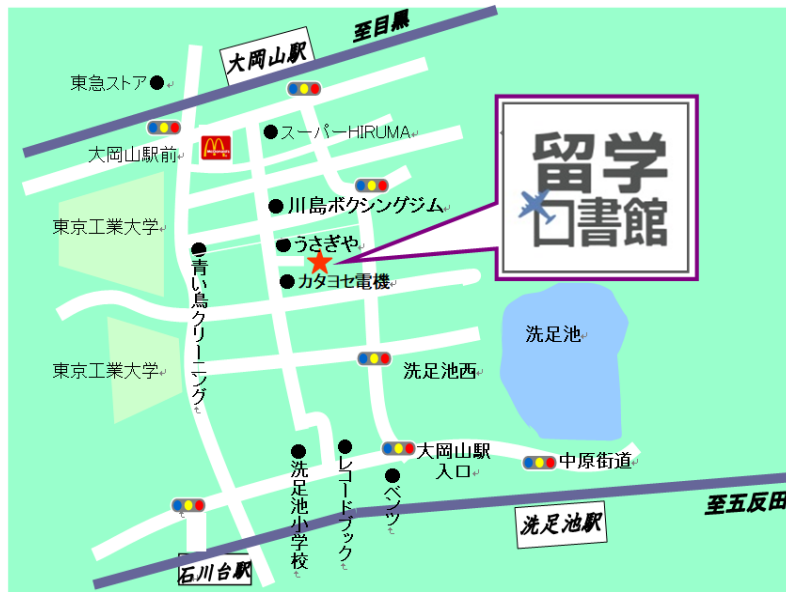 至目黒
大岡山駅
東急ストア
スーパーHIRUMA
大岡山駅前
留学
図書館
川島ボクシングジム
東京工業大学
うさぎや
青い鳥クリーニング
カタヨセ電機
洗足池
東京工業大学
洗足池西
大岡山駅
入口
中原街道
洗足池小学校
レコードブック
ベンツ
至五反田
洗足池駅
石川台駅